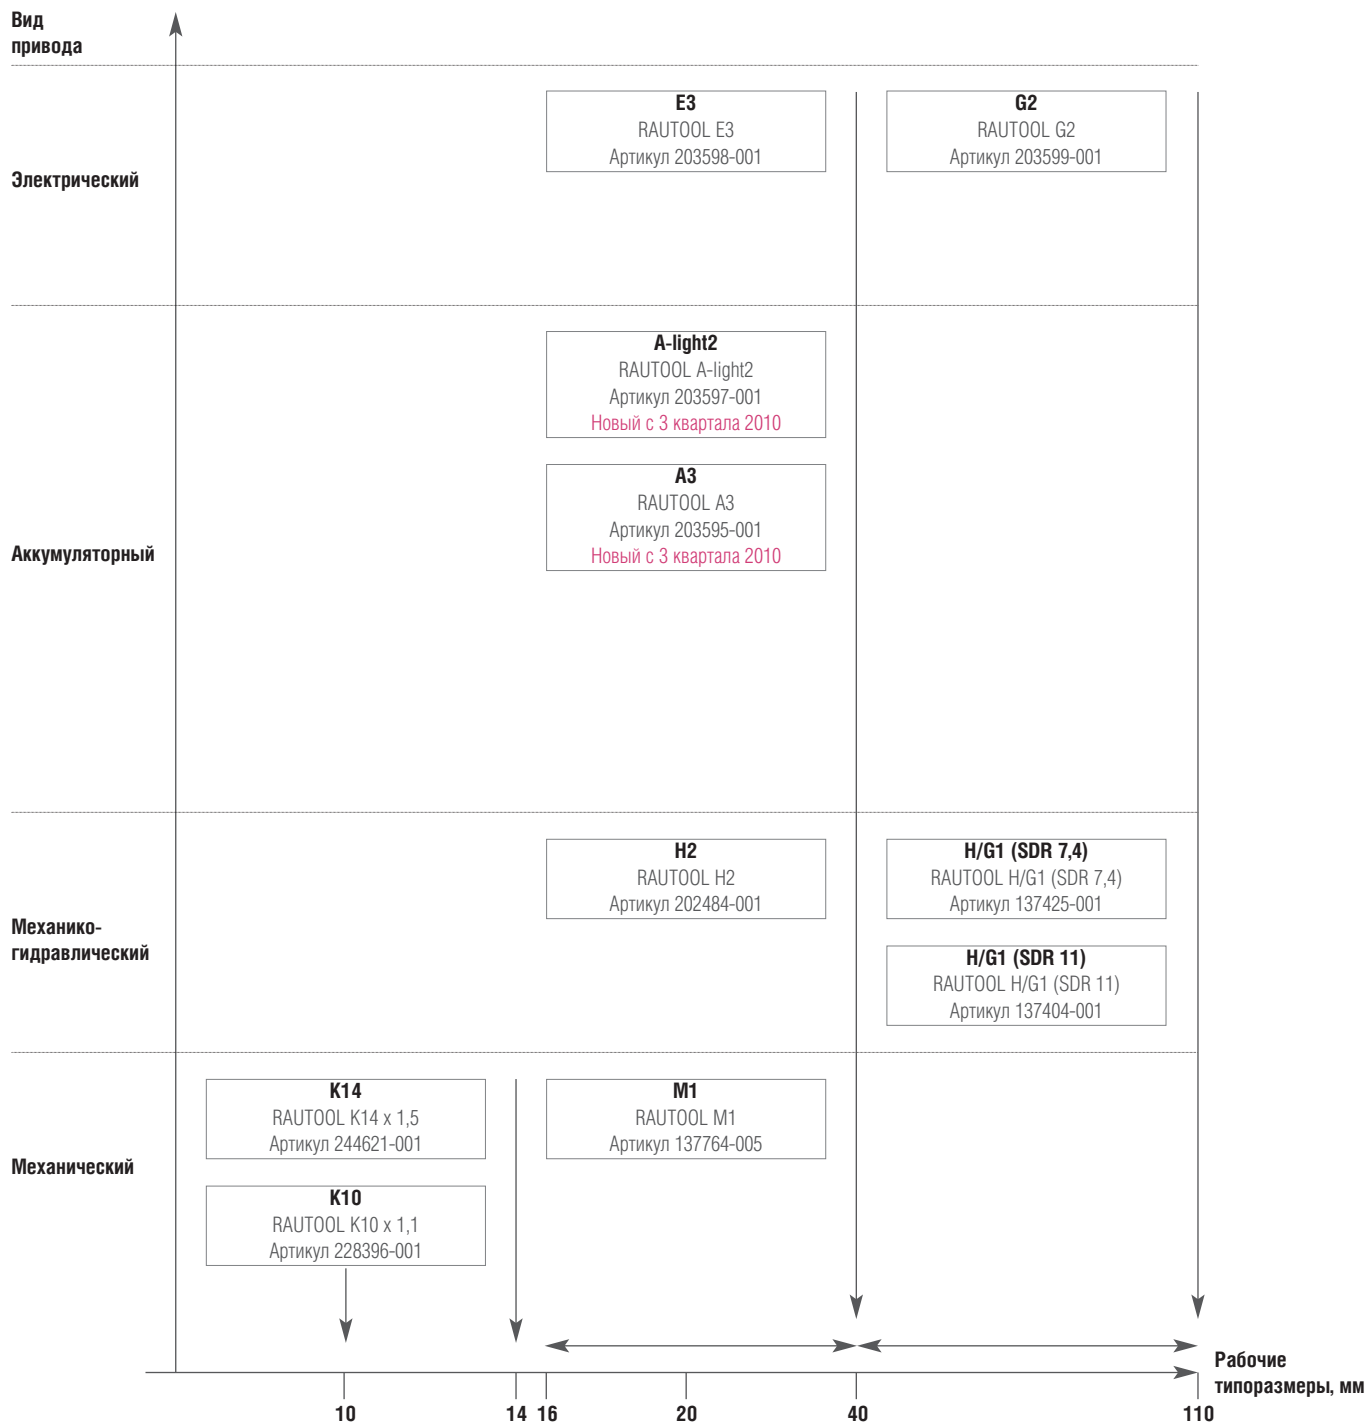 Вид
привода
E3
RAUTOOL E3
Артикул 203598-001
G2
RAUTOOL G2
Артикул 203599-001
Электрический
A-light2
RAUTOOL A-light2
Артикул 203597-001
Новый с 3 квартала 2010
A3
RAUTOOL A3
Артикул 203595-001
Новый с 3 квартала 2010
Аккумуляторный
H2
RAUTOOL H2
Артикул 202484-001
H/G1 (SDR 7,4)
RAUTOOL H/G1 (SDR 7,4)
Артикул 137425-001
Механико-
гидравлический
H/G1 (SDR 11)
RAUTOOL H/G1 (SDR 11)
Артикул 137404-001
K14
RAUTOOL K14 x 1,5
Артикул 244621-001
M1
RAUTOOL M1
Артикул 137764-005
Механический
K10
RAUTOOL K10 x 1,1
Артикул 228396-001
Рабочие
типоразмеры, мм
10 14 16 20 40 110